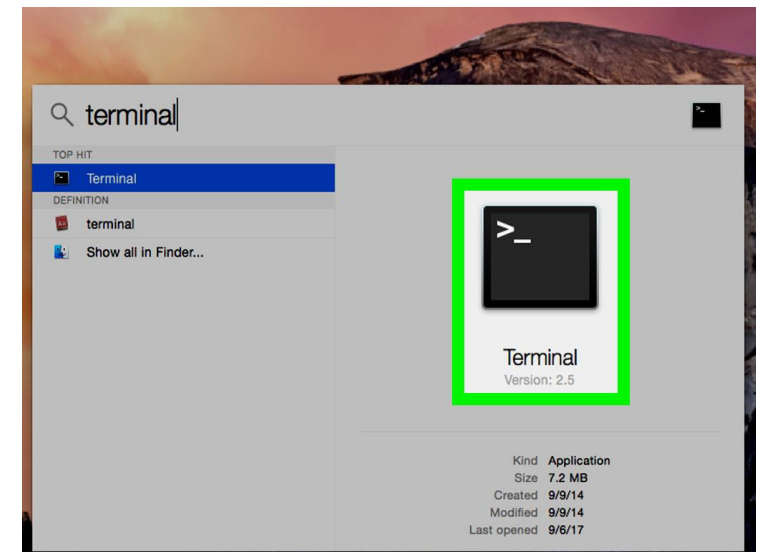 terminal
TOP HIT
Terminal
DEFINITION
terminal
Show all in Finder...
>_
Terminal
Version: 2.5
Kind Application
Size 7.2 MB
Created 9/9/14
Modified 9/9/14
Last opened 9/6/17